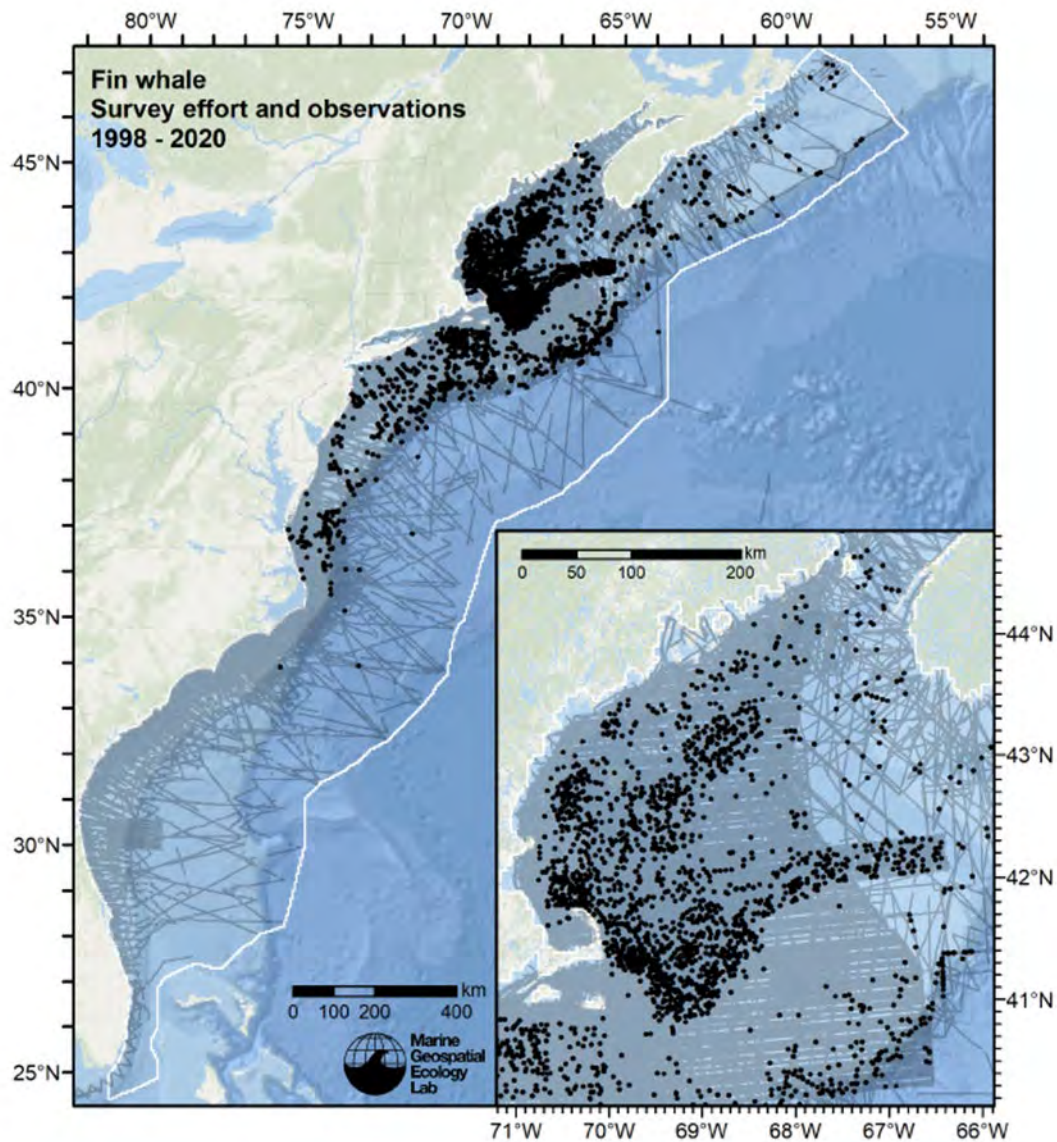 80°W 75°W 70°W 65°W 60°W 55°W
Fin whale
Survey effort and observations
1998 - 2020
45°N
40°N
35°N
30°N
25°N
km
0 100 200 400
Marine
Geospatial
Ecology
Lab
km
0 50 100 200
44°N
43°N
42°N
41°N
71°W 70°W 69°W 68°W 67°W 66°W